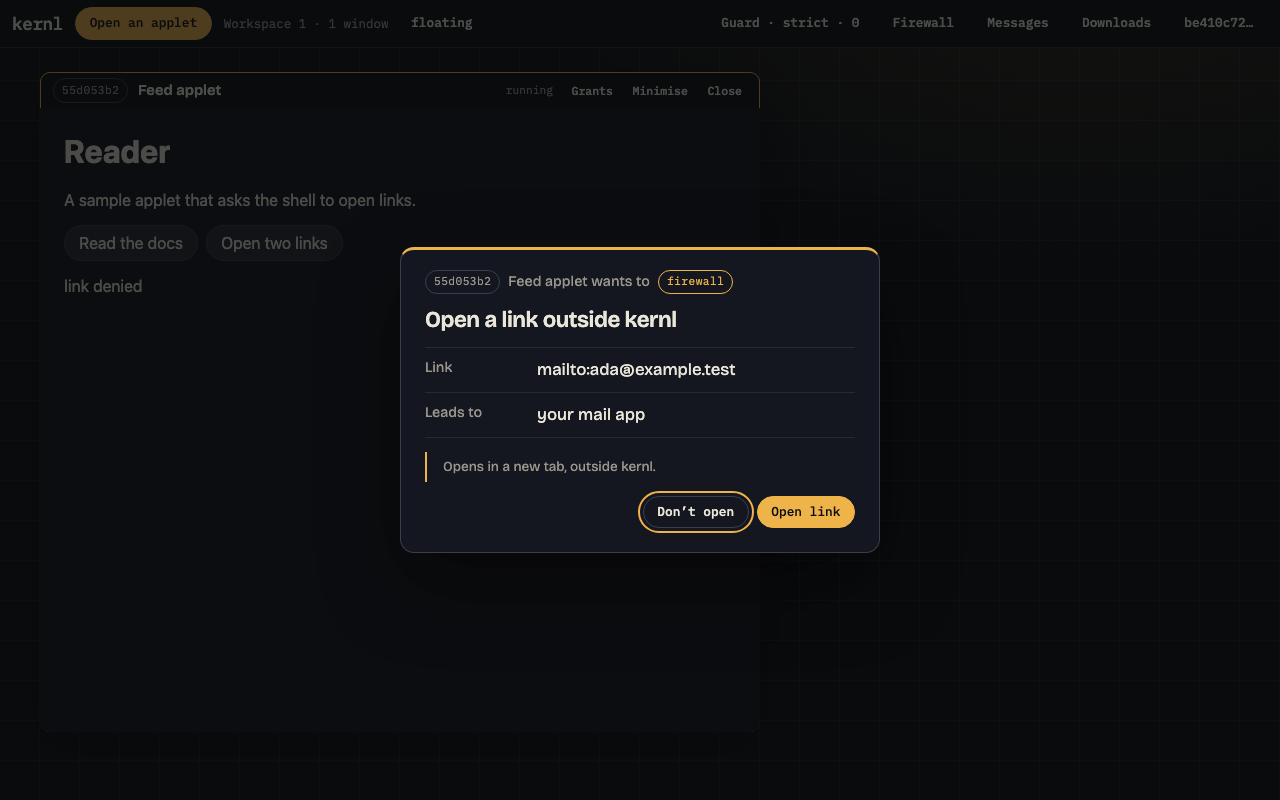 kernl Open an applet Workspace 1 · 1 window floating Guard · strict · 0 Firewall Messages Downloads be410c72…
55d053b2 Feed applet running Grants Minimise Close
Reader
A sample applet that asks the shell to open links.
Read the docs Open two links
link denied
55d053b2 Feed applet wants to firewall
Open a link outside kernl
Link mailto:ada@example.test
Leads to your mail app
Opens in a new tab, outside kernl.
Don’t open Open link